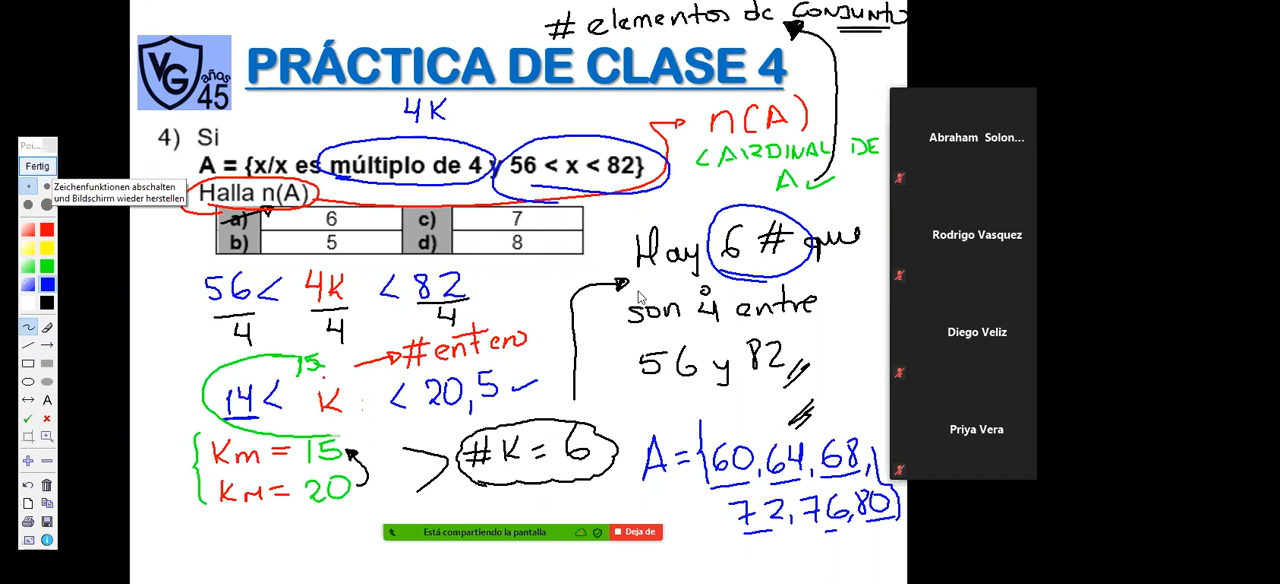 # elementos de CONJUNTO
VG
años
45
PRÁCTICA DE CLASE 4
4K
n(A)
CARDINAL DE
A ✓
4) Si
A = {x/x es múltiplo de 4 y 56 < x < 82}
Halla n(A)
a) 6 c) 7
b) 5 d) 8
Hay 6 # que
son 4̊ entre
56 y 82
56 < 4K < 82
4 4 4
15
→ # entero
14 < K < 20,5 ✓
Km = 15
KM = 20
#K = 6
A = {60, 64, 68,
72, 76, 80}
Poi...
Fertig
Zeichenfunktionen abschalten
und Bildschirm wieder herstellen
A
Está compartiendo la pantalla
Deja de
Abraham Solon...
Rodrigo Vasquez
Diego Veliz
Priya Vera